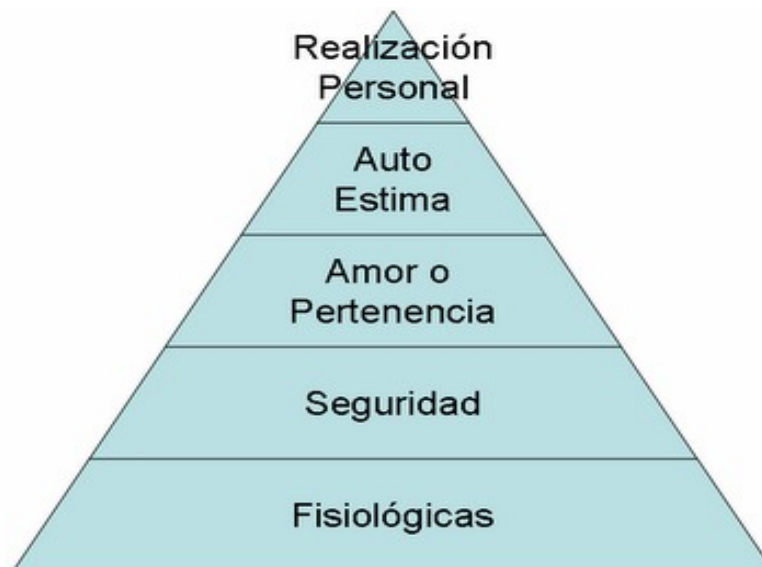 Realización
Personal
Auto
Estima
Amor o
Pertenencia
Seguridad
Fisiológicas